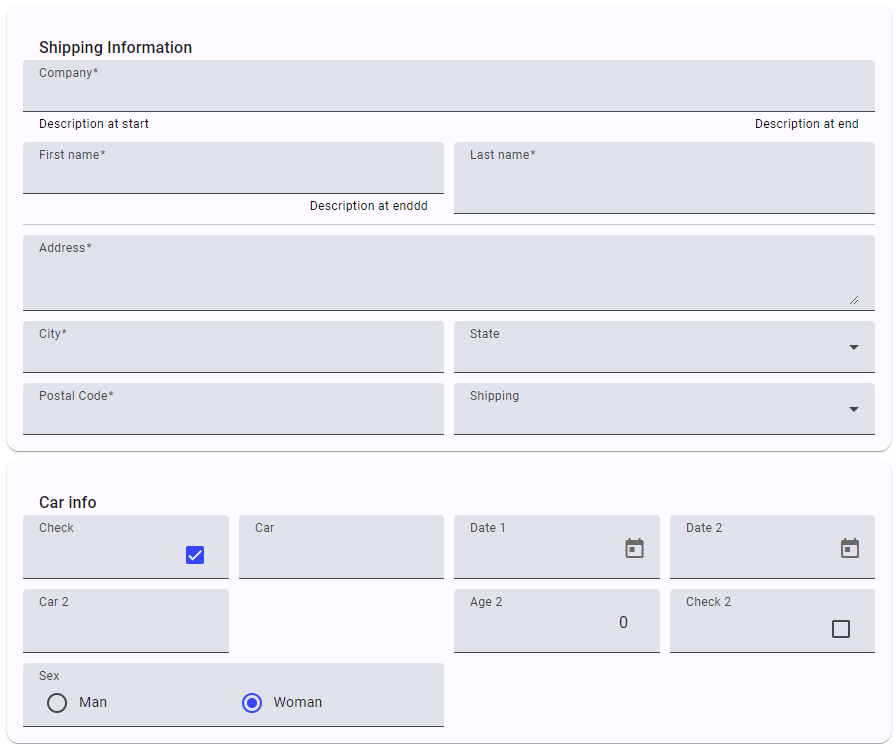 Shipping Information
Company*
Description at start Description at end
First name* Last name*
Description at enddd
Address*
City* State
Postal Code* Shipping
Car info
Check Car Date 1 Date 2
Car 2 Age 2 Check 2
0
Sex
Man Woman